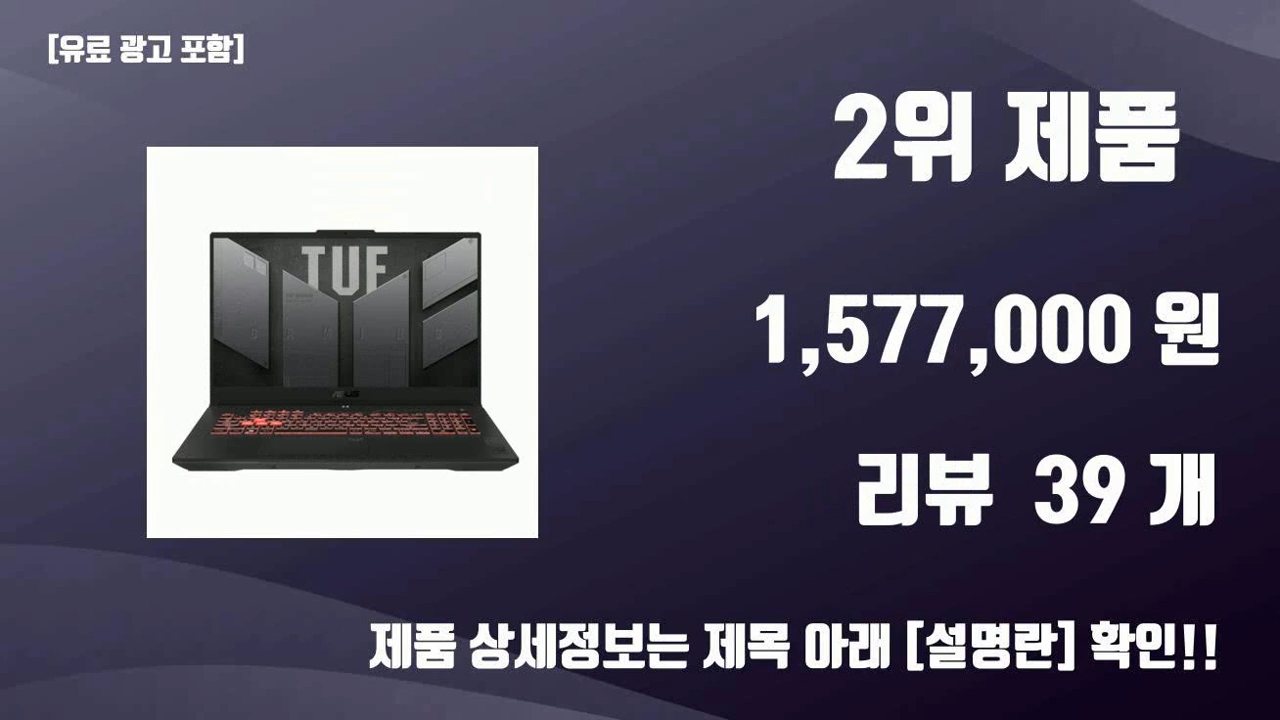 [유료 광고 포함]
2위 제품
TUF
ASUS
1,577,000 원
리뷰 39 개
제품 상세정보는 제목 아래 [설명란] 확인!!